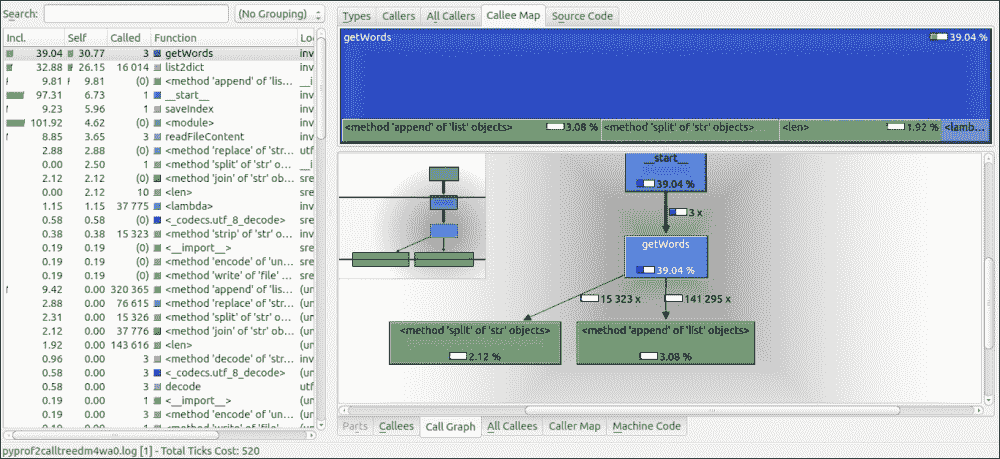 Search: (No Grouping)
Incl. Self Called Function Loc
39.04 30.77 3 getWords inv
32.88 26.15 16 014 list2dict inv
9.81 9.81 (0) <method 'append' of 'lis... __i
97.31 6.73 1 __start__ inv
9.23 5.96 1 saveIndex inv
101.92 4.62 (0) <module> inv
8.85 3.65 3 readFileContent inv
2.88 2.88 (0) <method 'replace' of 'str... utf
0.00 2.50 1 <method 'split' of 'str' o... __i
2.12 2.12 (0) <method 'join' of 'str' ob... sre
0.00 2.12 10 <len> sre
1.15 1.15 37 775 <lambda> inv
0.58 0.58 (0) <_codecs.utf_8_decode> sre
0.38 0.38 15 323 <method 'strip' of 'str' o... inv
0.19 0.19 (0) <__import__> sre
0.19 0.19 (0) <method 'encode' of 'un... sre
0.19 0.19 (0) <method 'write' of 'file' ... sre
9.42 0.00 320 365 <method 'append' of 'lis... (un
2.88 0.00 76 615 <method 'replace' of 'str... (un
2.31 0.00 15 326 <method 'split' of 'str' o... (un
2.12 0.00 37 776 <method 'join' of 'str' ob... (un
1.92 0.00 143 616 <len> (un
0.96 0.00 3 <method 'decode' of 'str... inv
0.58 0.00 3 <_codecs.utf_8_decode> (un
0.58 0.00 3 decode utf
0.19 0.00 1 <__import__> (un
0.19 0.00 3 <method 'encode' of 'un... (un
0.19 0.00 3 <method 'write' of 'file' ... (un
Types Callers All Callers Callee Map Source Code
getWords 39.04 %
<method 'append' of 'list' objects> 3.08 % <method 'split' of 'str' objects>... <len> 1.92 % <lamb...
__start__
39.04 %
3 x
getWords
39.04 %
15 323 x 141 295 x
<method 'split' of 'str' objects> <method 'append' of 'list' objects>
2.12 % 3.08 %
Parts Callees Call Graph All Callees Caller Map Machine Code
pyprof2calltreedm4wa0.log [1] - Total Ticks Cost: 520